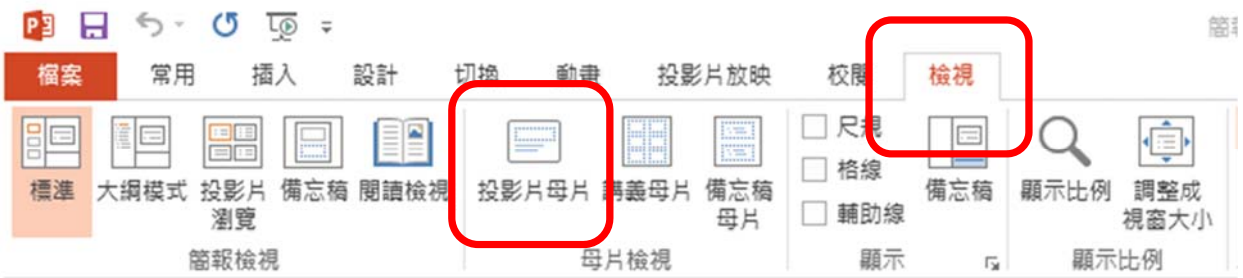 簡報
檔案 常用 插入 設計 切換 動畫 投影片放映 校閱 檢視
標準 大綱模式 投影片瀏覽 備忘稿 閱讀檢視 投影片母片 講義母片 備忘稿母片
尺規
格線
輔助線
備忘稿 顯示比例 調整成視窗大小
簡報檢視 母片檢視 顯示 顯示比例